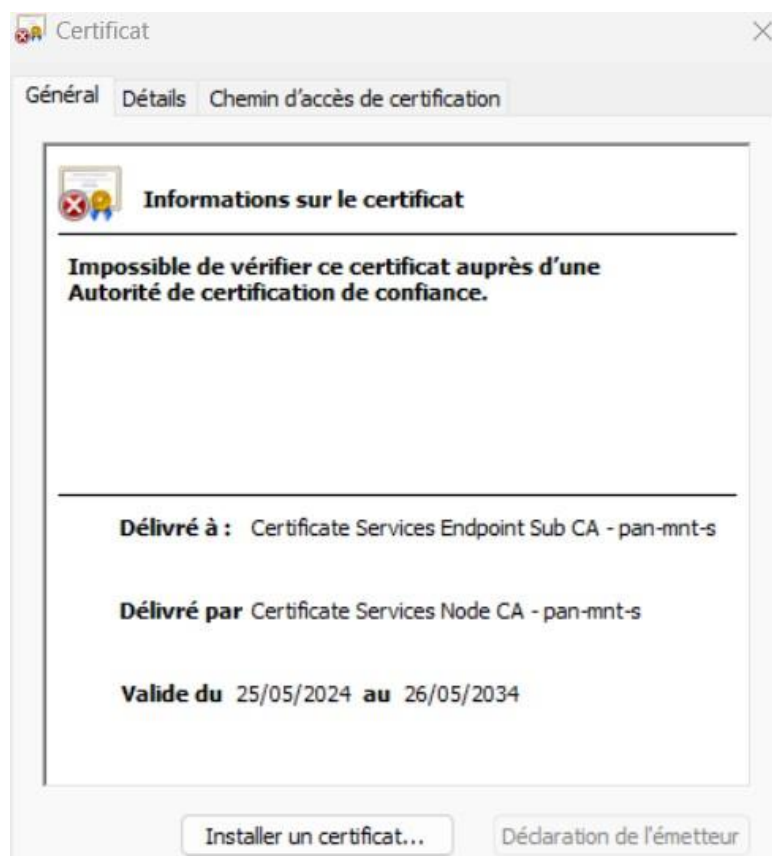 Certificat
Général Détails Chemin d'accès de certification
Informations sur le certificat
Impossible de vérifier ce certificat auprès d'une
Autorité de certification de confiance.
Délivré à : Certificate Services Endpoint Sub CA - pan-mnt-s
Délivré par Certificate Services Node CA - pan-mnt-s
Valide du 25/05/2024 au 26/05/2034
Installer un certificat... Déclaration de l'émetteur